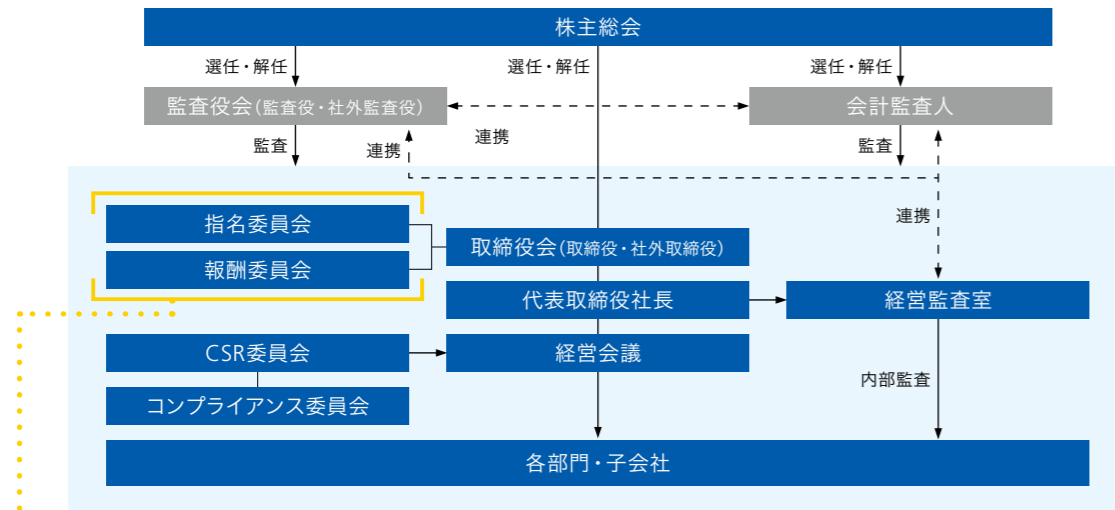 株主総会
選任・解任
選任・解任
選任・解任
監査役会(監査役・社外監査役)
会計監査人
監査
連携
連携
監査
連携
指名委員会
報酬委員会
取締役会(取締役・社外取締役)
代表取締役社長
経営監査室
CSR委員会
経営会議
内部監査
コンプライアンス委員会
各部門・子会社